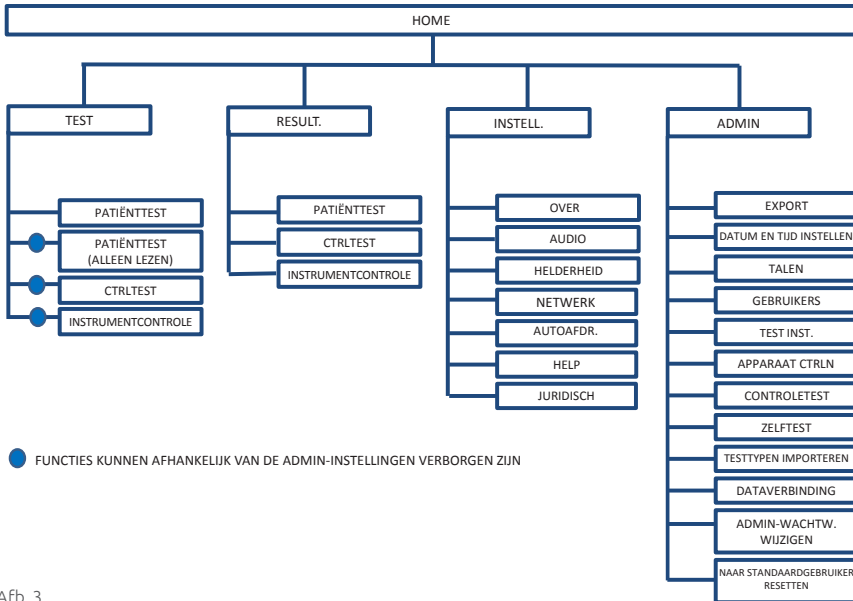 HOME
TEST
PATIËNTTEST
PATIËNTTEST
(ALLEEN LEZEN)
CTRLTEST
INSTRUMENTCONTROLE
RESULT.
PATIËNTTEST
CTRLTEST
INSTRUMENTCONTROLE
INSTELL.
OVER
AUDIO
HELDERHEID
NETWERK
AUTOAFDR.
HELP
JURIDISCH
ADMIN
EXPORT
DATUM EN TIJD INSTELLEN
TALEN
GEBRUIKERS
TEST INST.
APPARAAT CTRLN
CONTROLETEST
ZELFTEST
TESTTYPEN IMPORTEREN
DATAVERBINDING
ADMIN-WACHTW.
WIJZIGEN
NAAR STANDAARDGEBRUIKER
RESETTEN
FUNCTIES KUNNEN AFHANKELIJK VAN DE ADMIN-INSTELLINGEN VERBORGEN ZIJN
Afb. 3